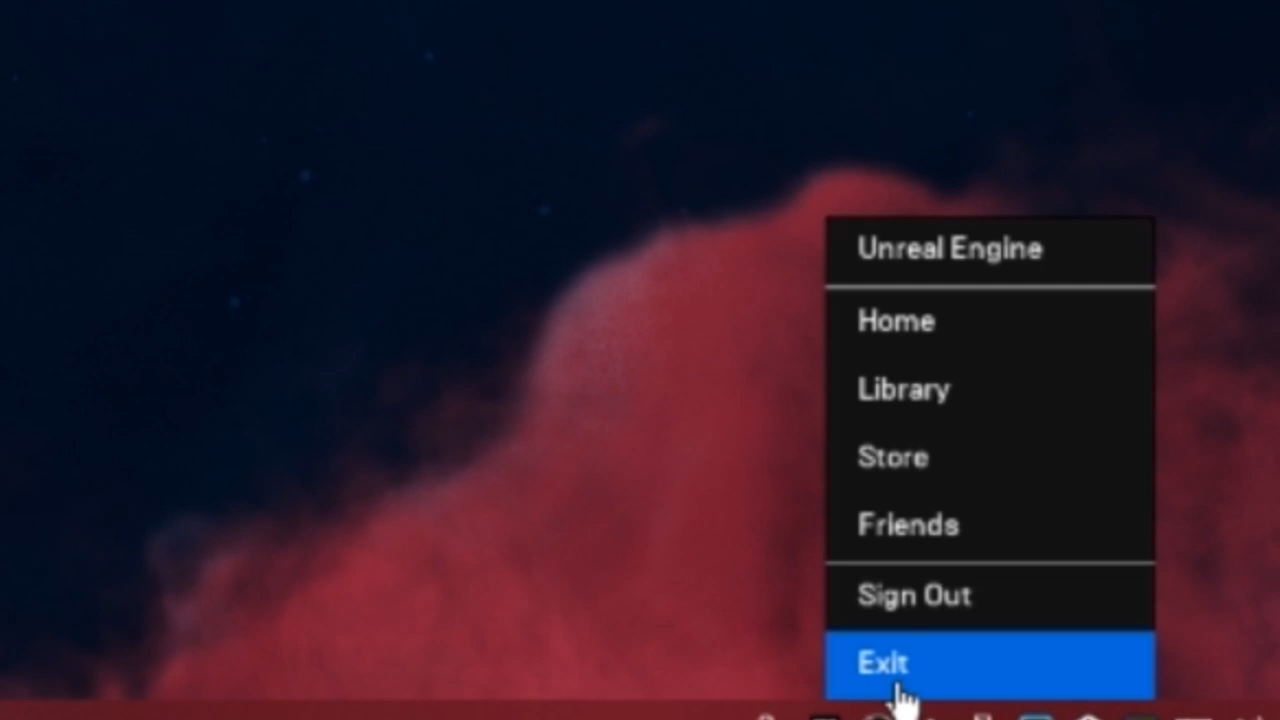 Unreal Engine
Home
Library
Store
Friends
Sign Out
Exit